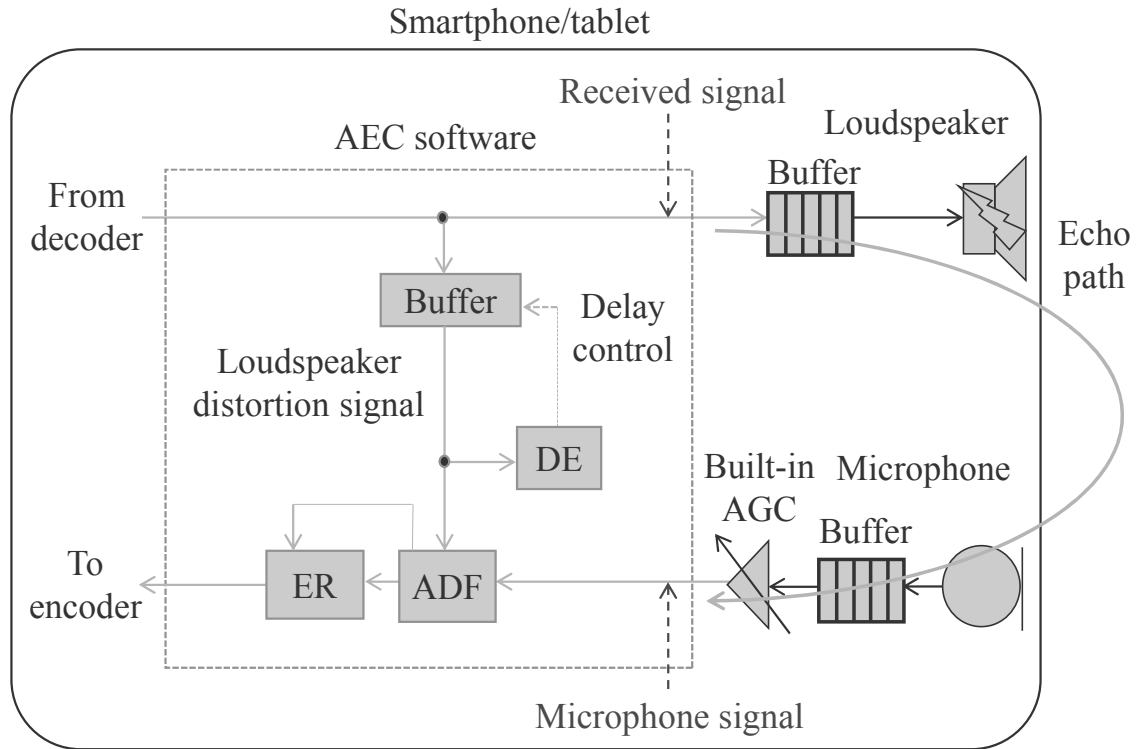 Smartphone/tablet
Received signal
Loudspeaker
AEC software
Buffer
From
decoder
Echo
path
Buffer
Delay
control
Loudspeaker
distortion signal
DE
Built-in
AGC
Microphone
Buffer
To
encoder
ER
ADF
Microphone signal